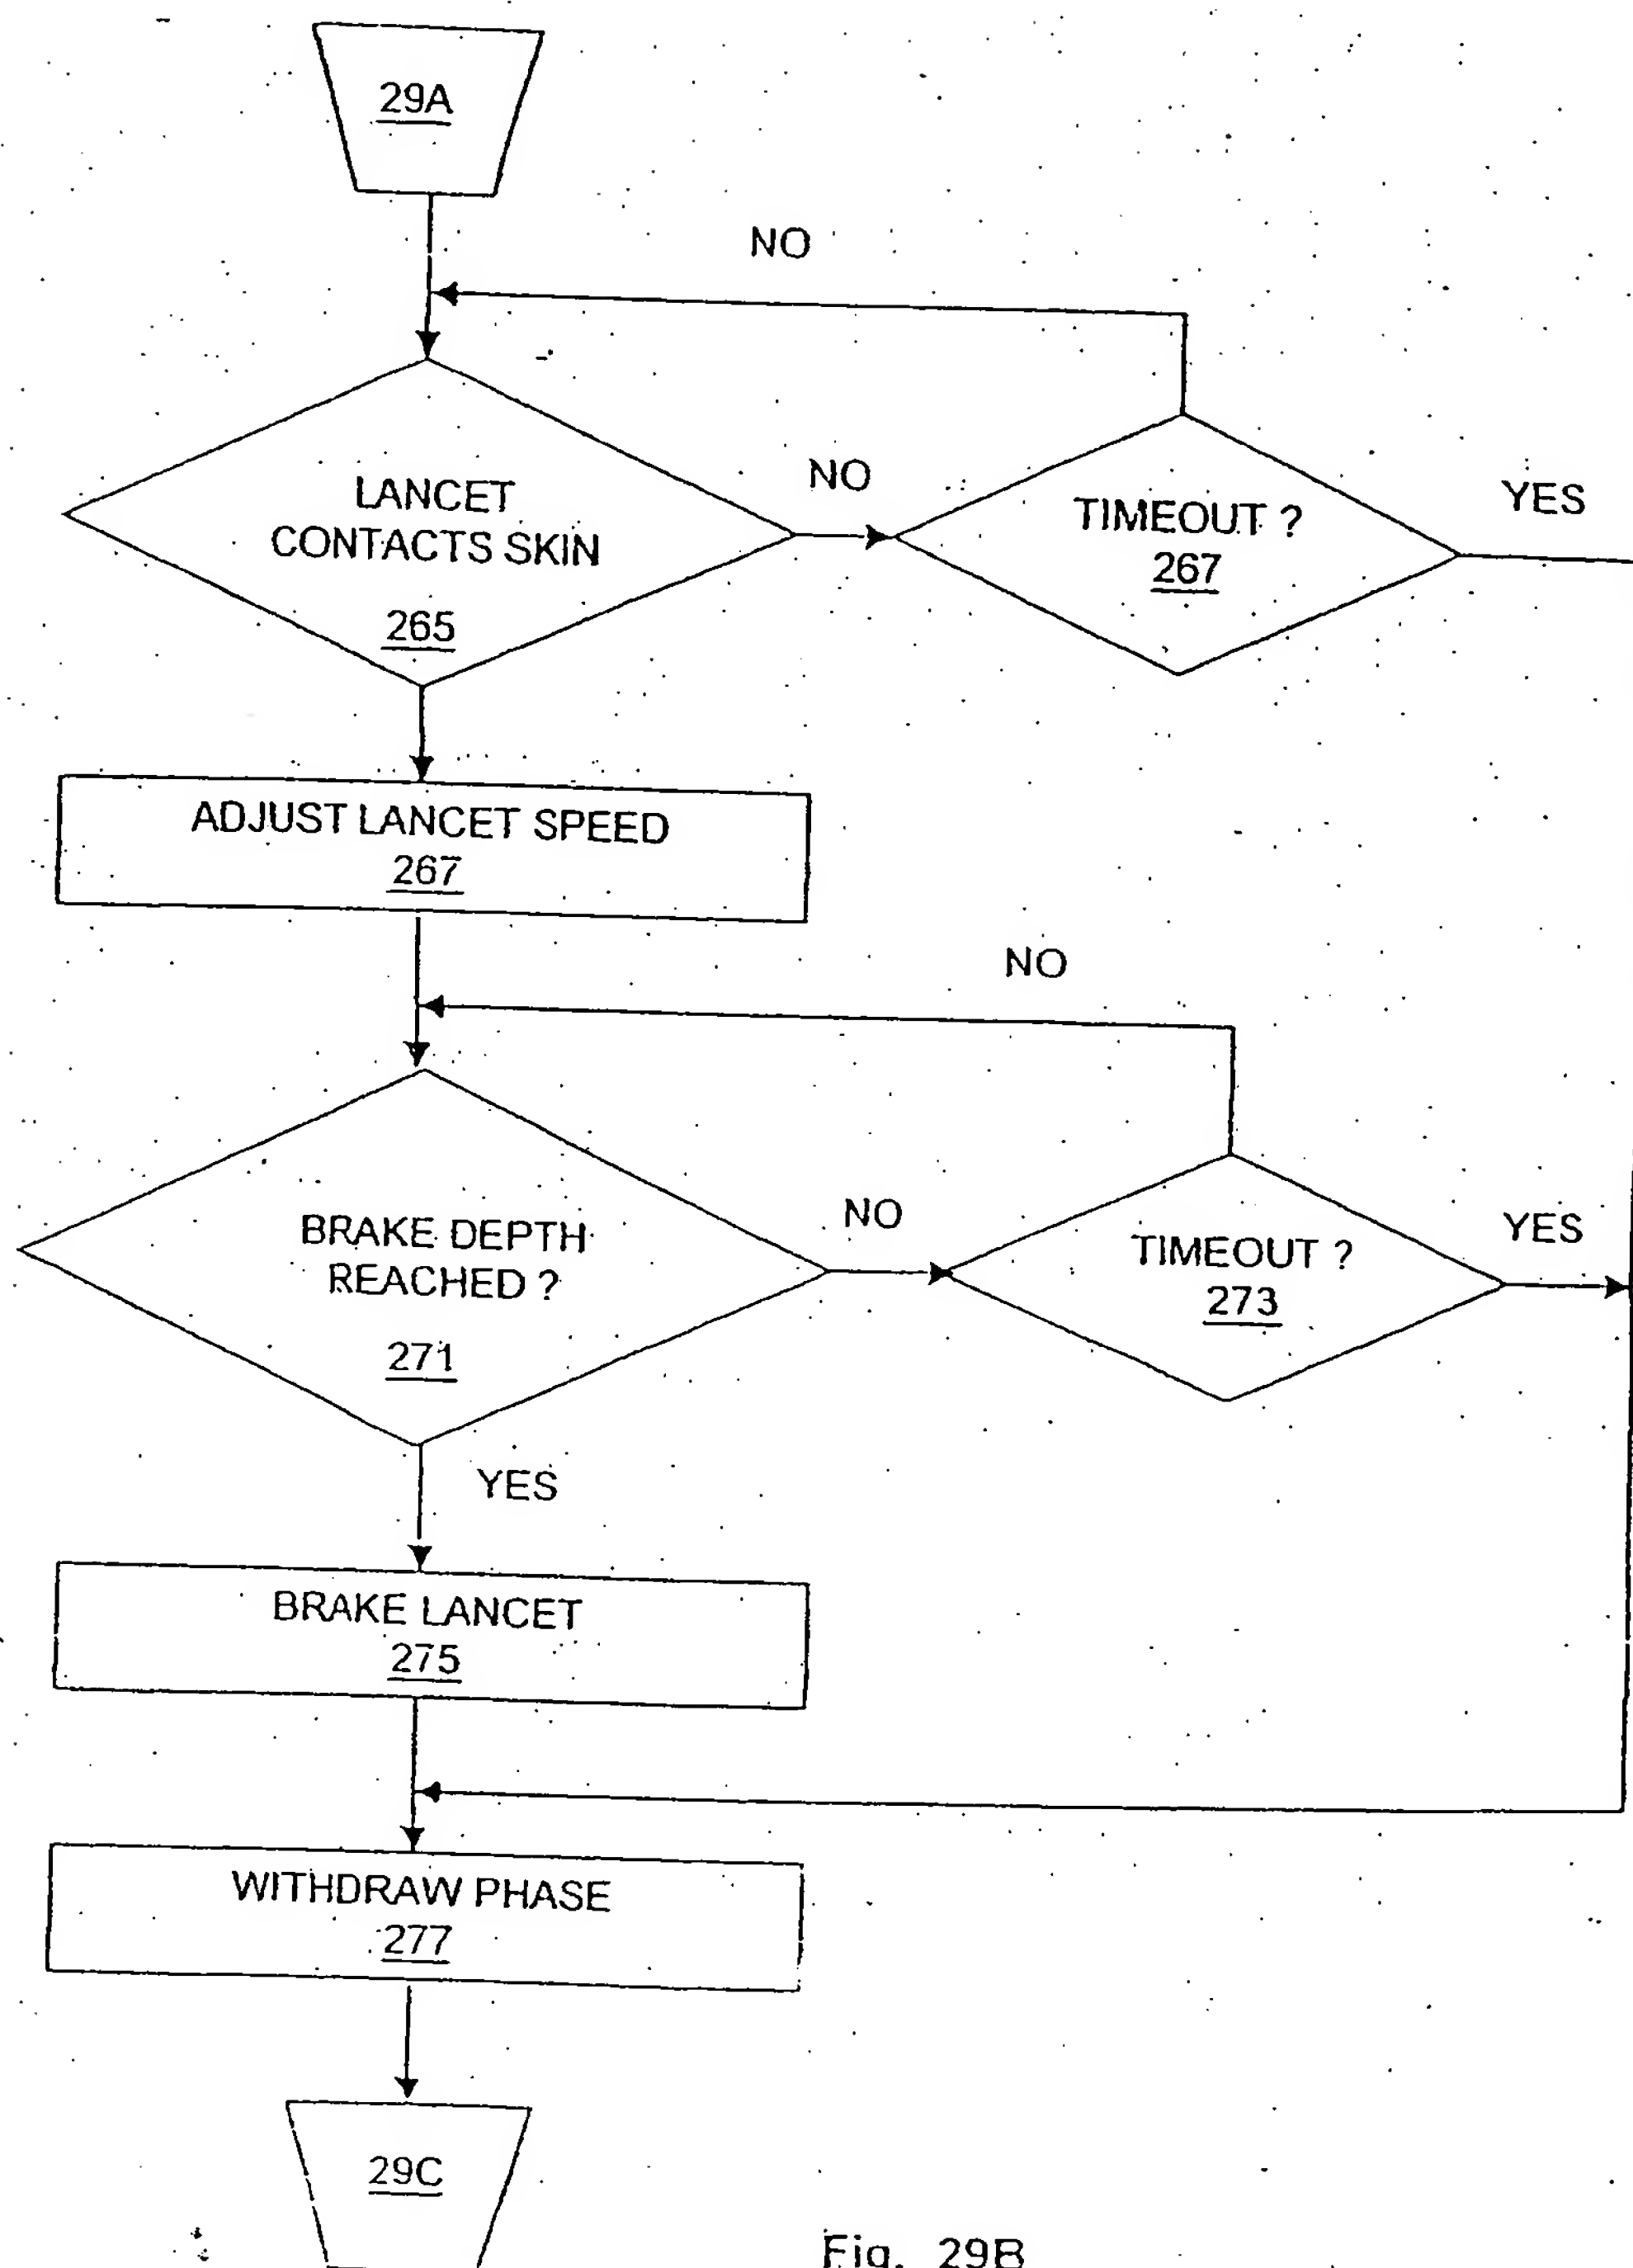 29A
NO
LANCET
CONTACTS SKIN
265
NO
TIMEOUT ?
267
YES
ADJUST LANCET SPEED
267
NO
BRAKE DEPTH
REACHED ?
271
NO
TIMEOUT ?
273
YES
YES
BRAKE LANCET
275
WITHDRAW PHASE
277
29C
Fig. 29B